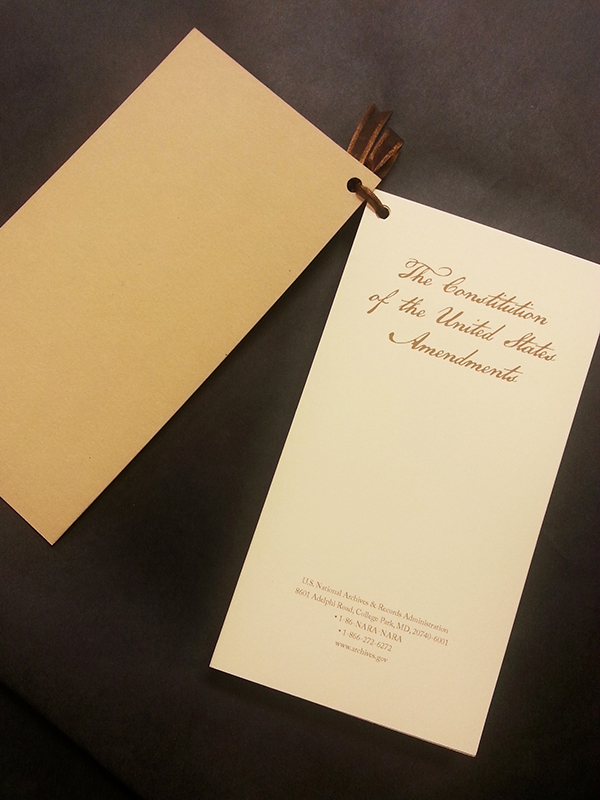 The Constitution
of the United States
Amendments
U.S. National Archives & Records Administration
8601 Adelphi Road, College Park, MD, 20740-6001
• 1-86-NARA-NARA
• 1-866-272-6272
www.archives.gov